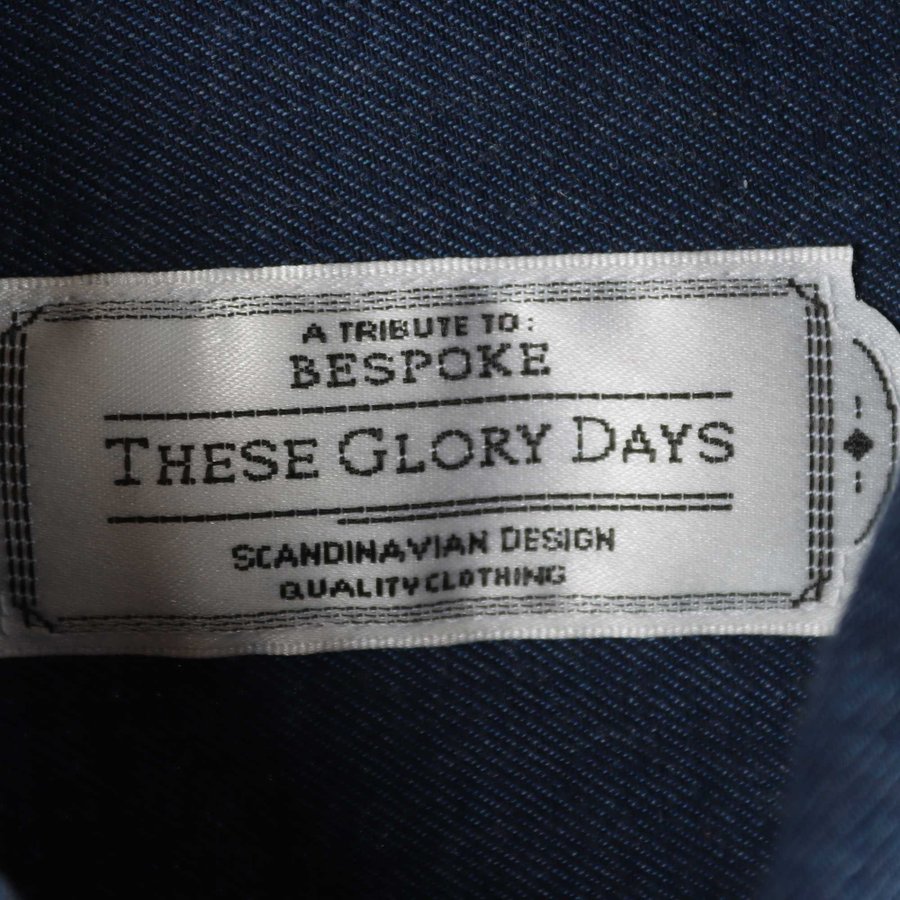 A TRIBUTE TO:
BESPOKE
THESE GLORY DAYS
SCANDINAVIAN DESIGN
QUALITY CLOTHING